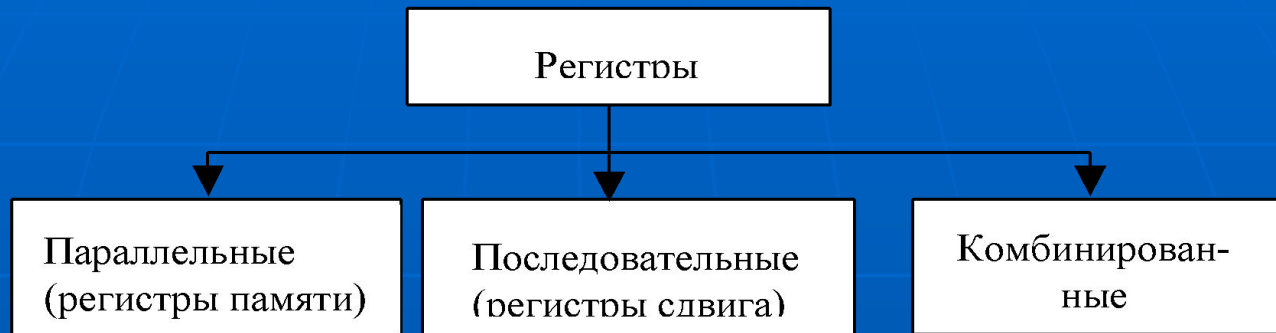 Регистры
Параллельные
(регистры памяти)
Последовательные
(регистры сдвига)
Комбинирован-
ные